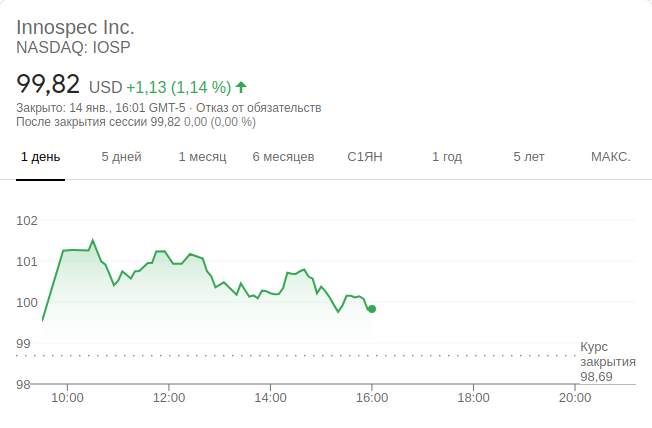 Innospec Inc.
NASDAQ: IOSP
99,82 USD +1,13 (1,14 %)
Закрыто: 14 янв., 16:01 GMT-5 · Отказ от обязательств
После закрытия сессии 99,82 0,00 (0,00 %)
1 день 5 дней 1 месяц 6 месяцев С1ЯН 1 год 5 лет МАКС.
102
101
100
99
98
Курс
закрытия
98,69
10:00 12:00 14:00 16:00 18:00 20:00